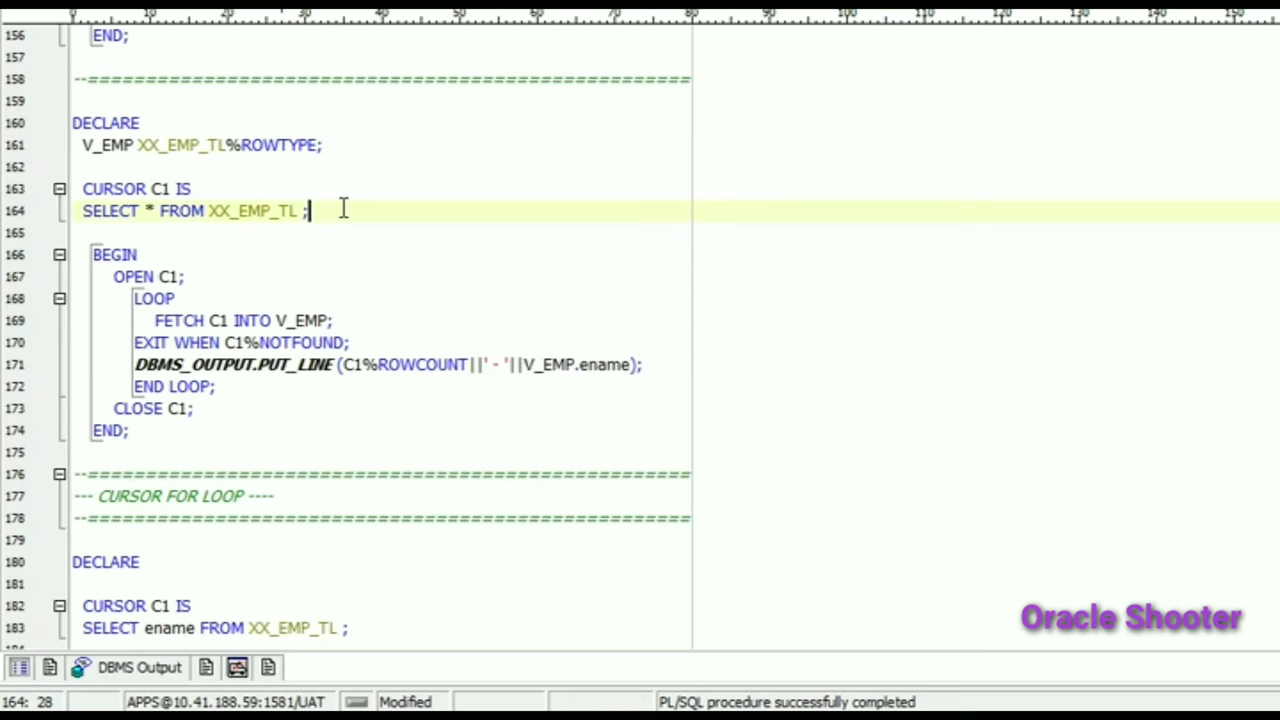 0 10 20 30 40 50 60 70 80 90 100 110 120 130 140 150
156 END;
157
158 --=======================================================
159
160 DECLARE
161 V_EMP XX_EMP_TL%ROWTYPE;
162
163 CURSOR C1 IS
164 SELECT * FROM XX_EMP_TL ;
165
166 BEGIN
167 OPEN C1;
168 LOOP
169 FETCH C1 INTO V_EMP;
170 EXIT WHEN C1%NOTFOUND;
171 DBMS_OUTPUT.PUT_LINE (C1%ROWCOUNT||' - '||V_EMP.ename);
172 END LOOP;
173 CLOSE C1;
174 END;
175
176 --=======================================================
177 --- CURSOR FOR LOOP ----
178 --=======================================================
179
180 DECLARE
181
182 CURSOR C1 IS
183 SELECT ename FROM XX_EMP_TL ;
Oracle Shooter
DBMS Output
164: 28 APPS@10.41.188.59:1581/UAT Modified PL/SQL procedure successfully completed